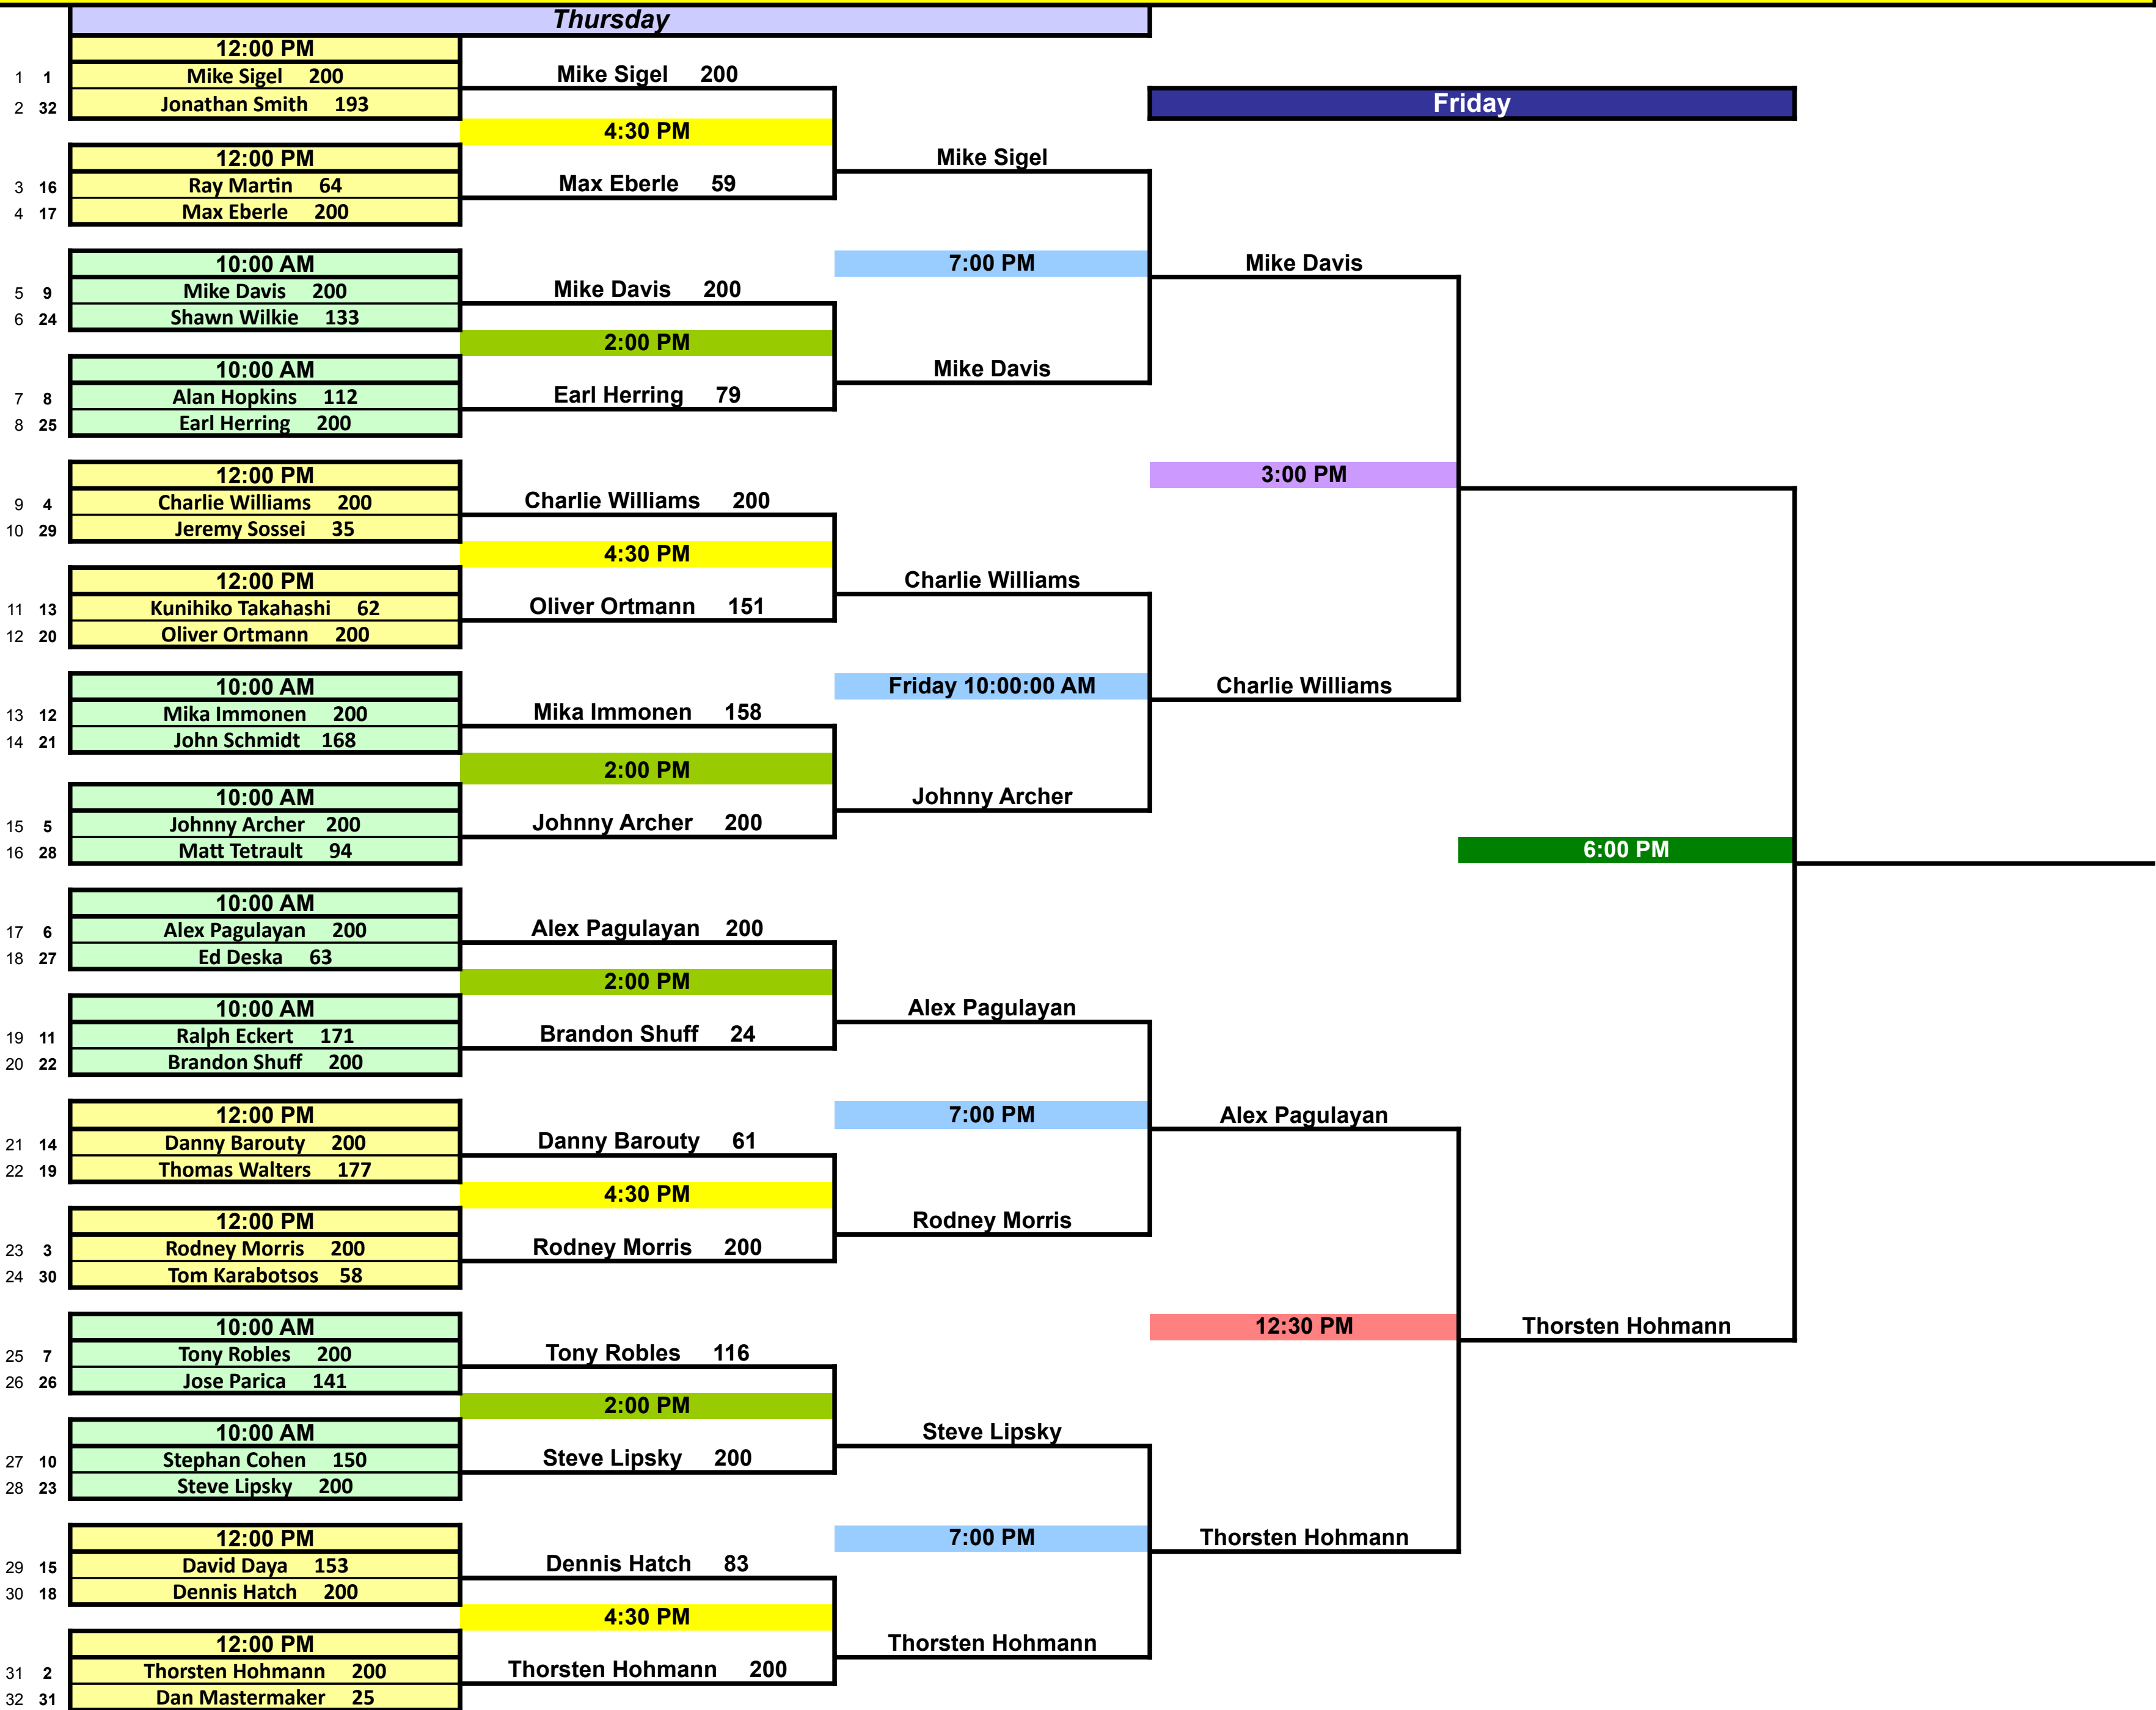 Thursday
Friday
12:00 PM
1 1 Mike Sigel 200
2 32 Jonathan Smith 193
12:00 PM
3 16 Ray Martin 64
4 17 Max Eberle 200
10:00 AM
5 9 Mike Davis 200
6 24 Shawn Wilkie 133
10:00 AM
7 8 Alan Hopkins 112
8 25 Earl Herring 200
12:00 PM
9 4 Charlie Williams 200
10 29 Jeremy Sossei 35
12:00 PM
11 13 Kunihiko Takahashi 62
12 20 Oliver Ortmann 200
10:00 AM
13 12 Mika Immonen 200
14 21 John Schmidt 168
10:00 AM
15 5 Johnny Archer 200
16 28 Matt Tetrault 94
10:00 AM
17 6 Alex Pagulayan 200
18 27 Ed Deska 63
10:00 AM
19 11 Ralph Eckert 171
20 22 Brandon Shuff 200
12:00 PM
21 14 Danny Barouty 200
22 19 Thomas Walters 177
12:00 PM
23 3 Rodney Morris 200
24 30 Tom Karabotsos 58
10:00 AM
25 7 Tony Robles 200
26 26 Jose Parica 141
10:00 AM
27 10 Stephan Cohen 150
28 23 Steve Lipsky 200
12:00 PM
29 15 David Daya 153
30 18 Dennis Hatch 200
12:00 PM
31 2 Thorsten Hohmann 200
32 31 Dan Mastermaker 25
Mike Sigel 200
4:30 PM
Max Eberle 59
Mike Davis 200
2:00 PM
Earl Herring 79
Charlie Williams 200
4:30 PM
Oliver Ortmann 151
Mika Immonen 158
2:00 PM
Johnny Archer 200
Alex Pagulayan 200
2:00 PM
Brandon Shuff 24
Danny Barouty 61
4:30 PM
Rodney Morris 200
Tony Robles 116
2:00 PM
Steve Lipsky 200
Dennis Hatch 83
4:30 PM
Thorsten Hohmann 200
Mike Sigel
7:00 PM
Mike Davis
Charlie Williams
Friday 10:00:00 AM
Johnny Archer
Alex Pagulayan
7:00 PM
Rodney Morris
Steve Lipsky
7:00 PM
Thorsten Hohmann
Mike Davis
3:00 PM
Charlie Williams
Alex Pagulayan
12:30 PM
Thorsten Hohmann
6:00 PM
Thorsten Hohmann